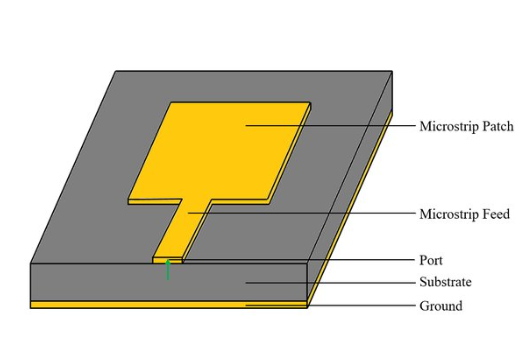 Microstrip Patch
Microstrip Feed
Port
Substrate
Ground